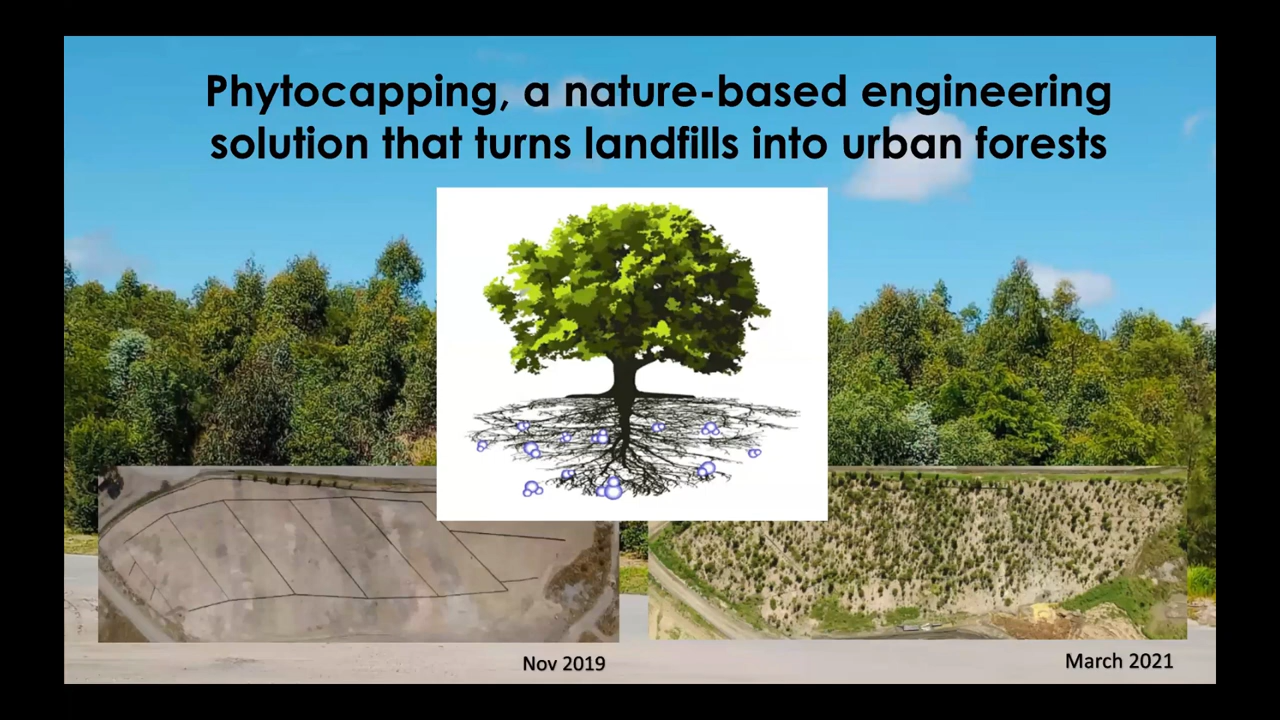 Phytocapping, a nature-based engineering
solution that turns landfills into urban forests
Nov 2019
March 2021